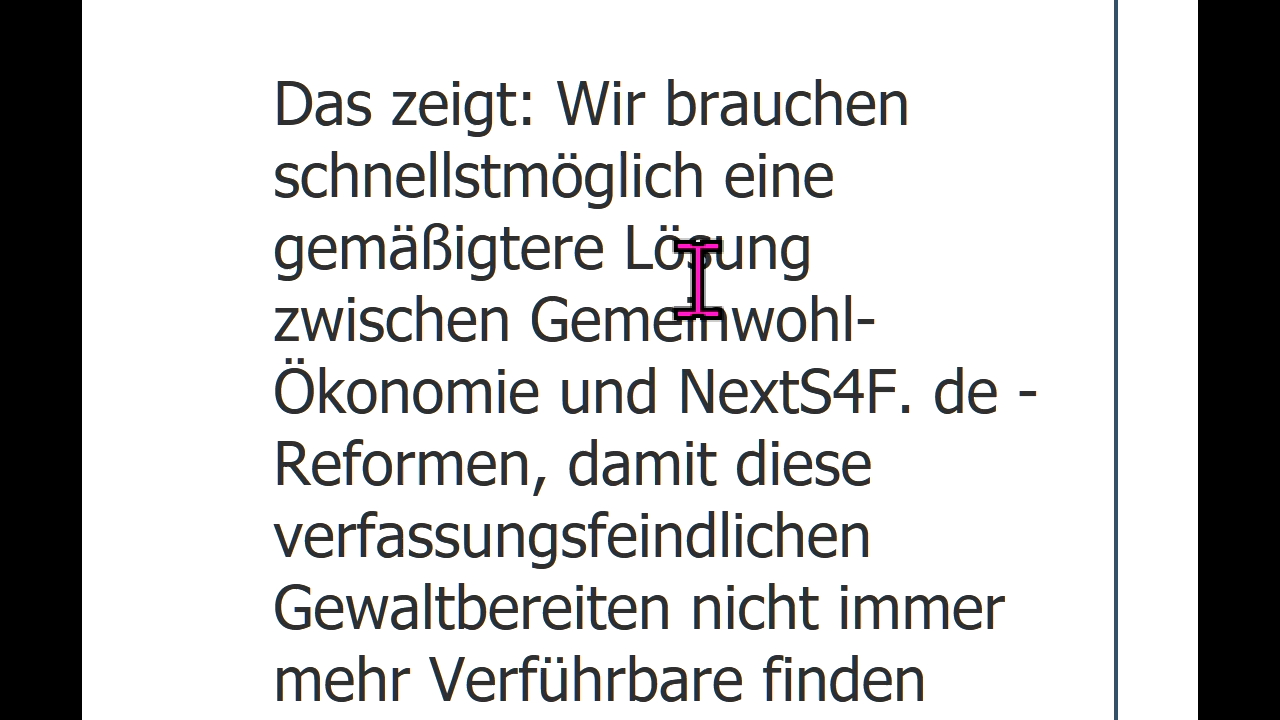 Das zeigt: Wir brauchen
schnellstmöglich eine
gemäßigtere Lösung
zwischen Gemeinwohl-
Ökonomie und NextS4F. de -
Reformen, damit diese
verfassungsfeindlichen
Gewaltbereiten nicht immer
mehr Verführbare finden